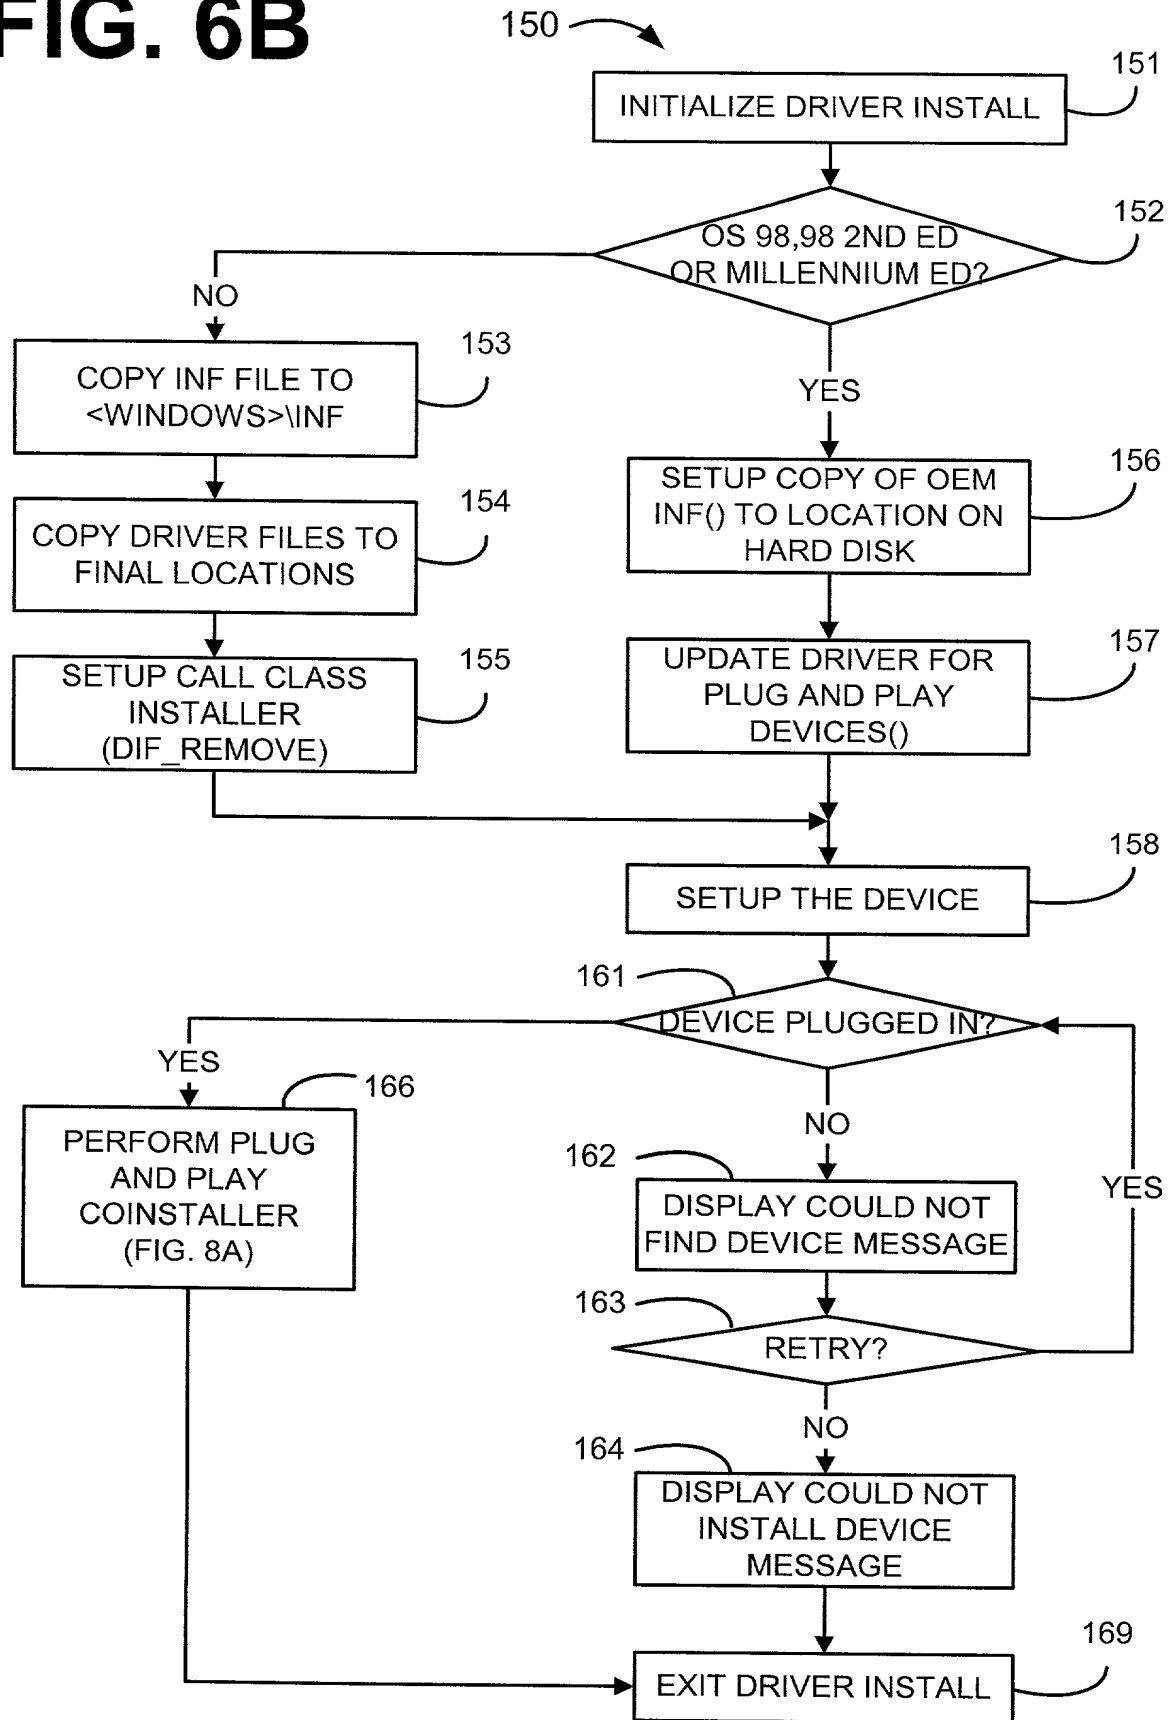 FIG. 6B
150
151
INITIALIZE DRIVER INSTALL
152
OS 98,98 2ND ED
OR MILLENNIUM ED?
NO
YES
153
COPY INF FILE TO
<WINDOWS>\INF
154
COPY DRIVER FILES TO
FINAL LOCATIONS
155
SETUP CALL CLASS
INSTALLER
(DIF_REMOVE)
156
SETUP COPY OF OEM
INF() TO LOCATION ON
HARD DISK
157
UPDATE DRIVER FOR
PLUG AND PLAY
DEVICES()
158
SETUP THE DEVICE
161
DEVICE PLUGGED IN?
YES
166
PERFORM PLUG
AND PLAY
COINSTALLER
(FIG. 8A)
NO
162
DISPLAY COULD NOT
FIND DEVICE MESSAGE
YES
163
RETRY?
NO
164
DISPLAY COULD NOT
INSTALL DEVICE
MESSAGE
169
EXIT DRIVER INSTALL